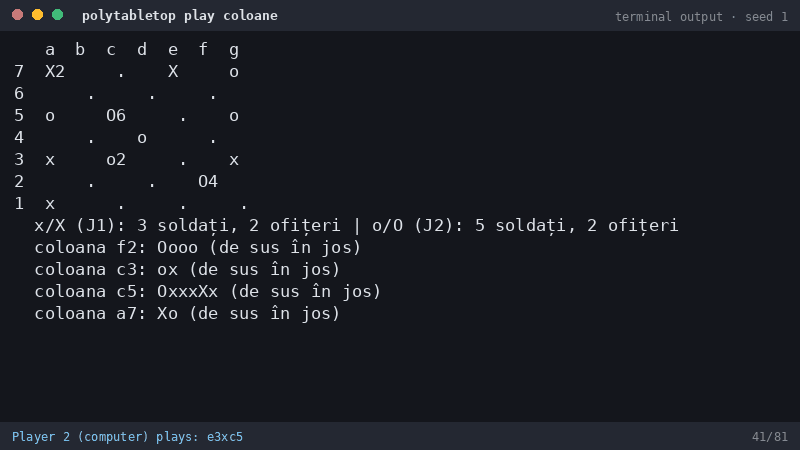 polytabletop play coloane
terminal output · seed 1
a b c d e f g
7 X2 . X o
6 . . .
5 o O6 . o
4 . o .
3 x o2 . x
2 . . O4
1 x . . .
x/X (J1): 3 soldați, 2 ofițeri | o/O (J2): 5 soldați, 2 ofițeri
coloana f2: Oooo (de sus în jos)
coloana c3: ox (de sus în jos)
coloana c5: OxxxXx (de sus în jos)
coloana a7: Xo (de sus în jos)
Player 2 (computer) plays: e3xc5
41/81